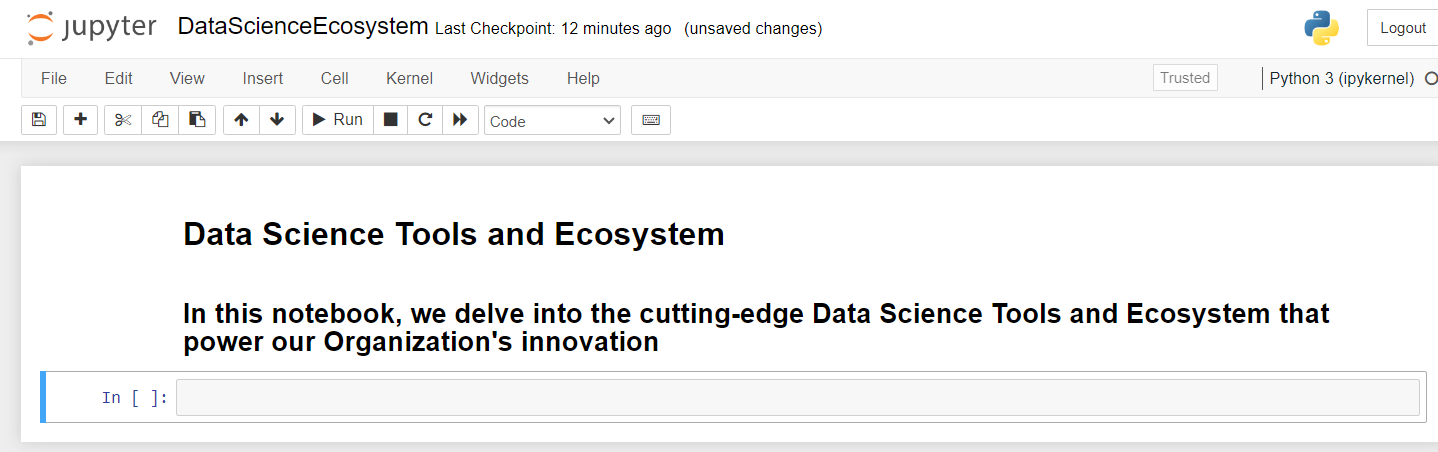 jupyter DataScienceEcosystem Last Checkpoint: 12 minutes ago (unsaved changes) Logout
File Edit View Insert Cell Kernel Widgets Help Trusted Python 3 (ipykernel)
Run Code
Data Science Tools and Ecosystem
In this notebook, we delve into the cutting-edge Data Science Tools and Ecosystem that
power our Organization's innovation
In [ ]: